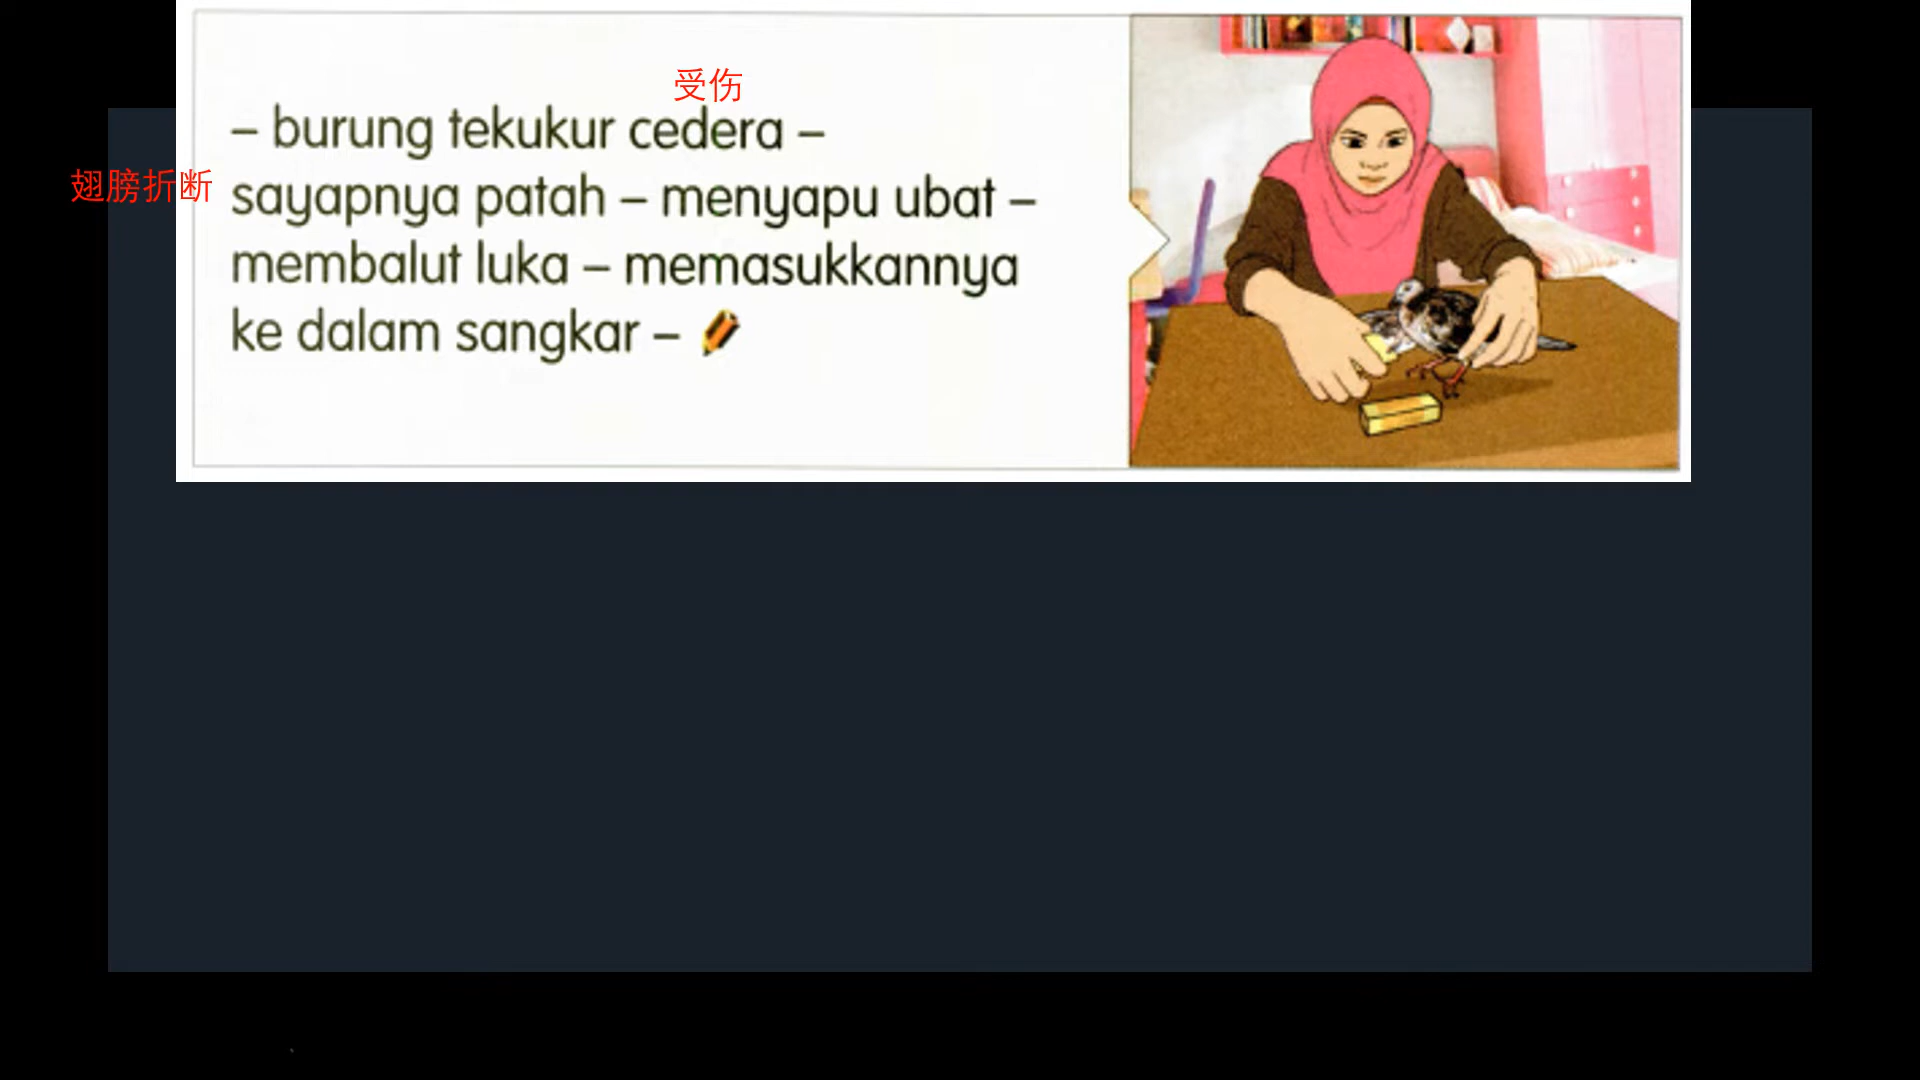 受伤
– burung tekukur cedera –
翅膀折断
sayapnya patah – menyapu ubat –
membalut luka – memasukkannya
ke dalam sangkar –